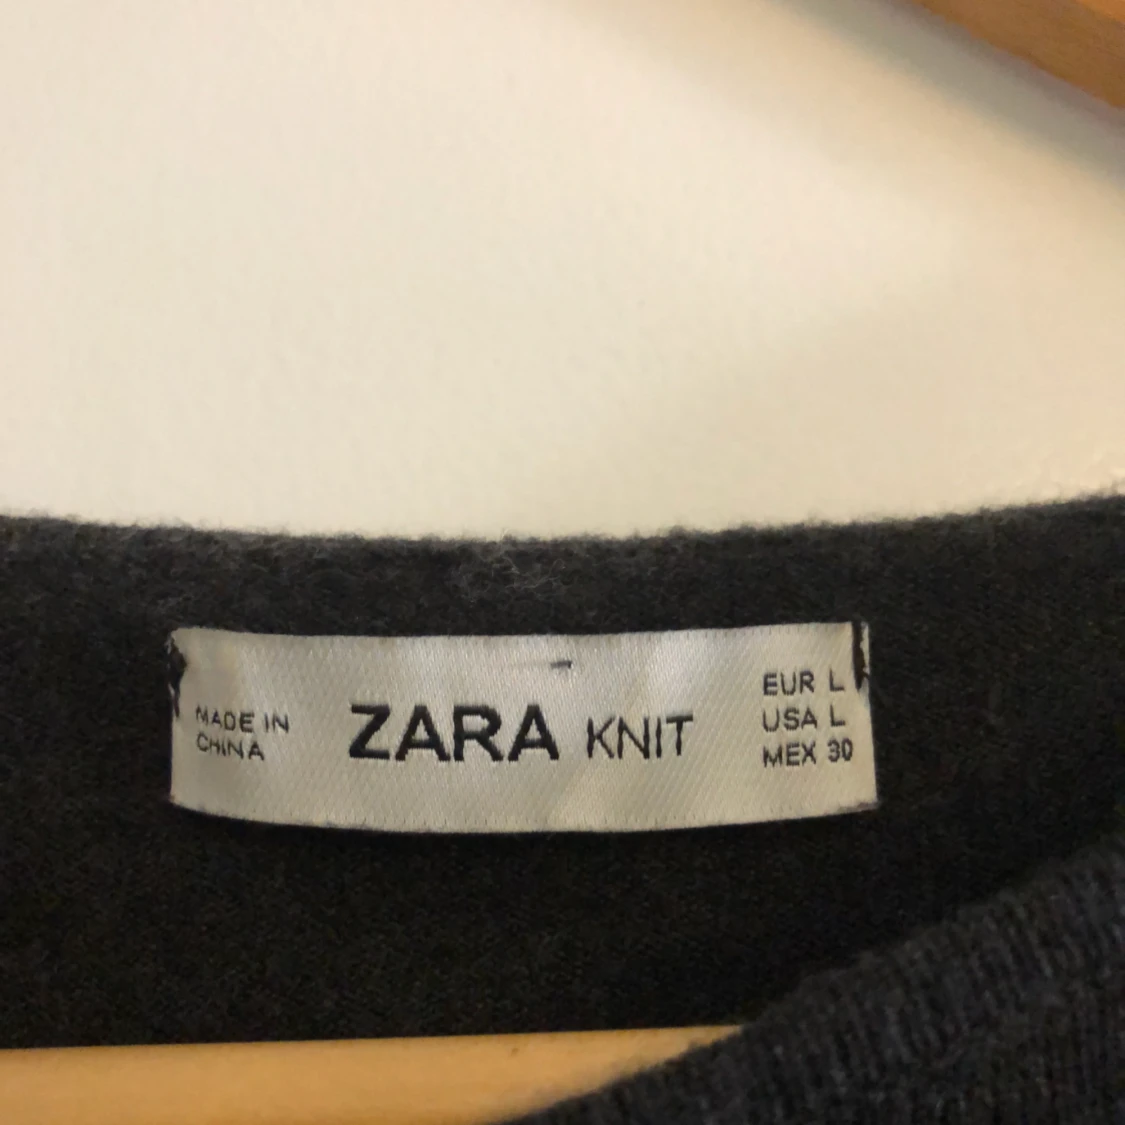 MADE IN
CHINA
ZARA KNIT
EUR L
USA L
MEX 30